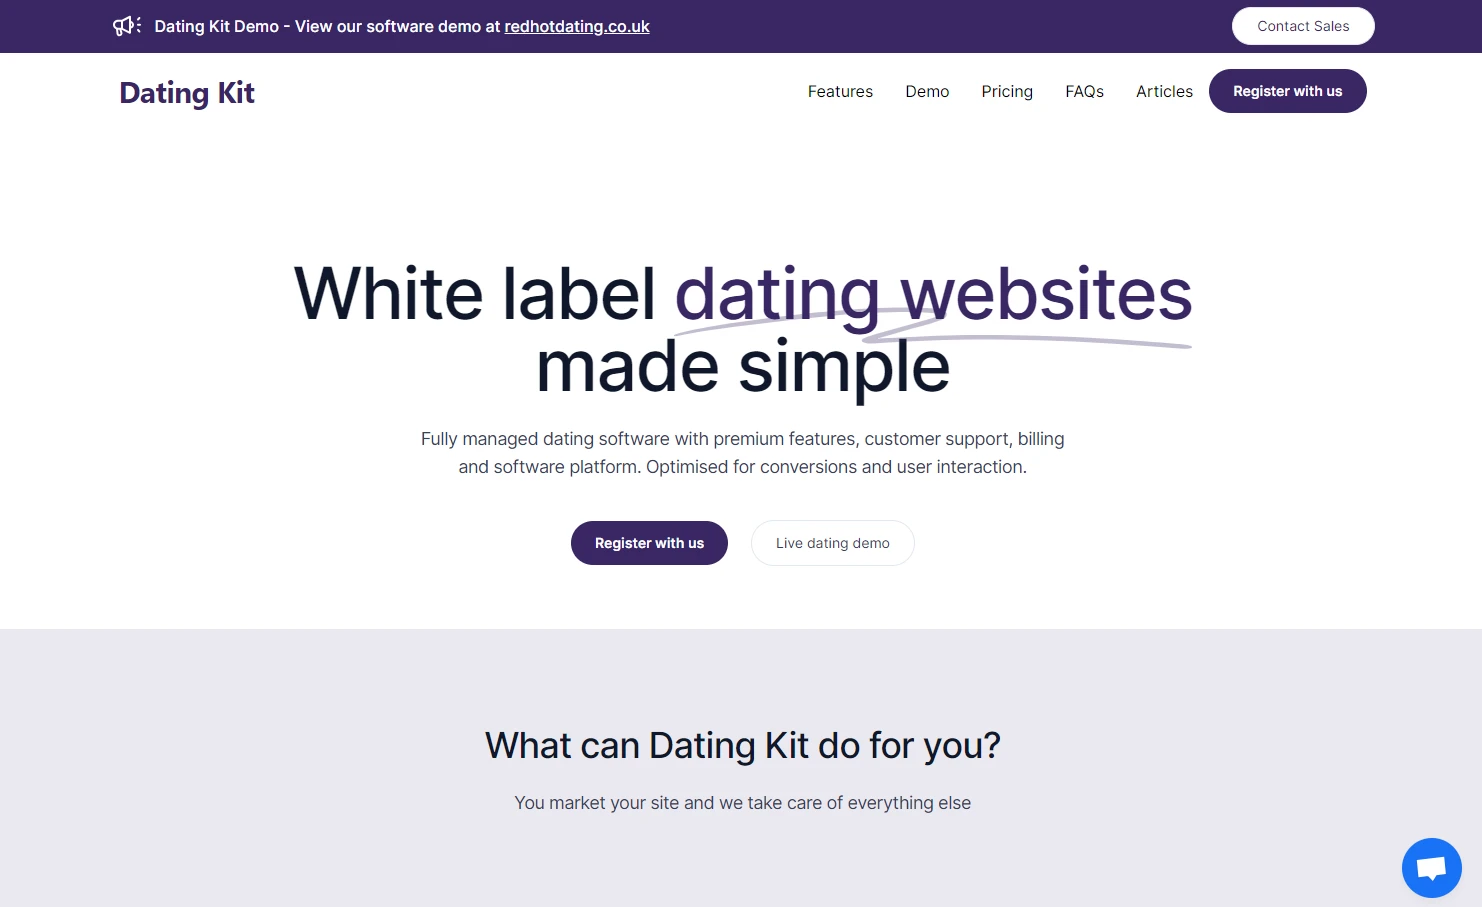 Dating Kit Demo - View our software demo at redhotdating.co.uk
Contact Sales
Dating Kit
Features
Demo
Pricing
FAQs
Articles
Register with us
White label dating websites
made simple
Fully managed dating software with premium features, customer support, billing
and software platform. Optimised for conversions and user interaction.
Register with us
Live dating demo
What can Dating Kit do for you?
You market your site and we take care of everything else